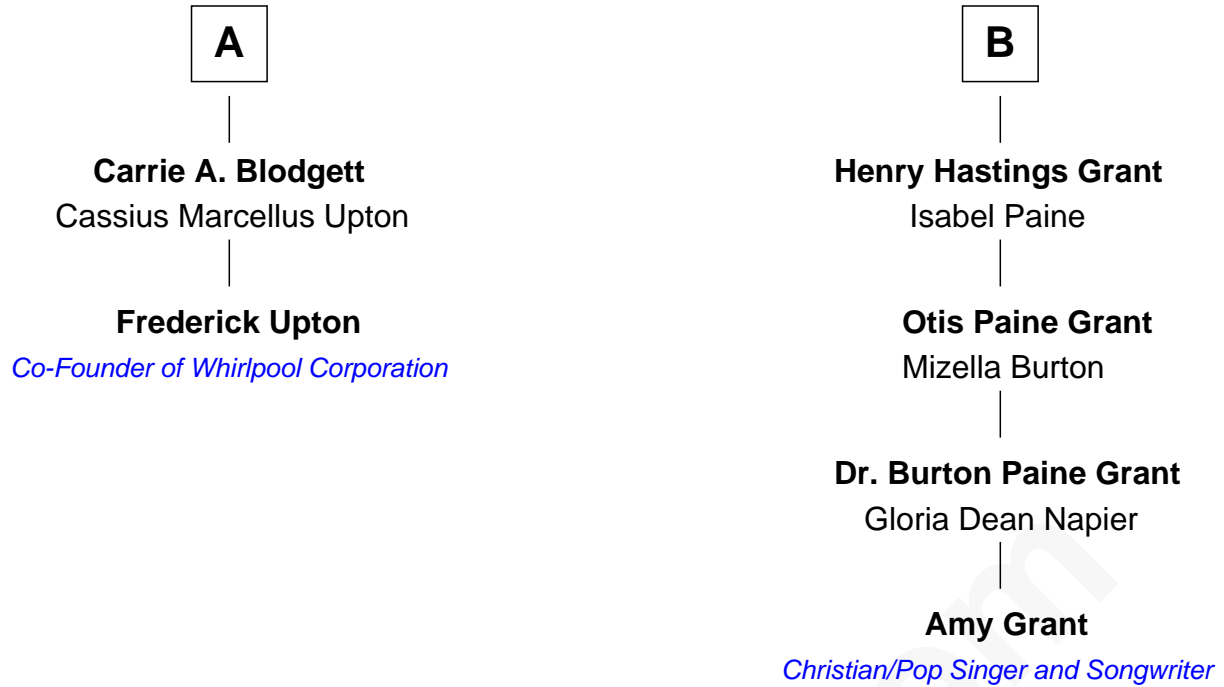 A
Carrie A. Blodgett
Cassius Marcellus Upton
Frederick Upton
Co-Founder of Whirlpool Corporation
B
Henry Hastings Grant
Isabel Paine
Otis Paine Grant
Mizella Burton
Dr. Burton Paine Grant
Gloria Dean Napier
Amy Grant
Christian/Pop Singer and Songwriter